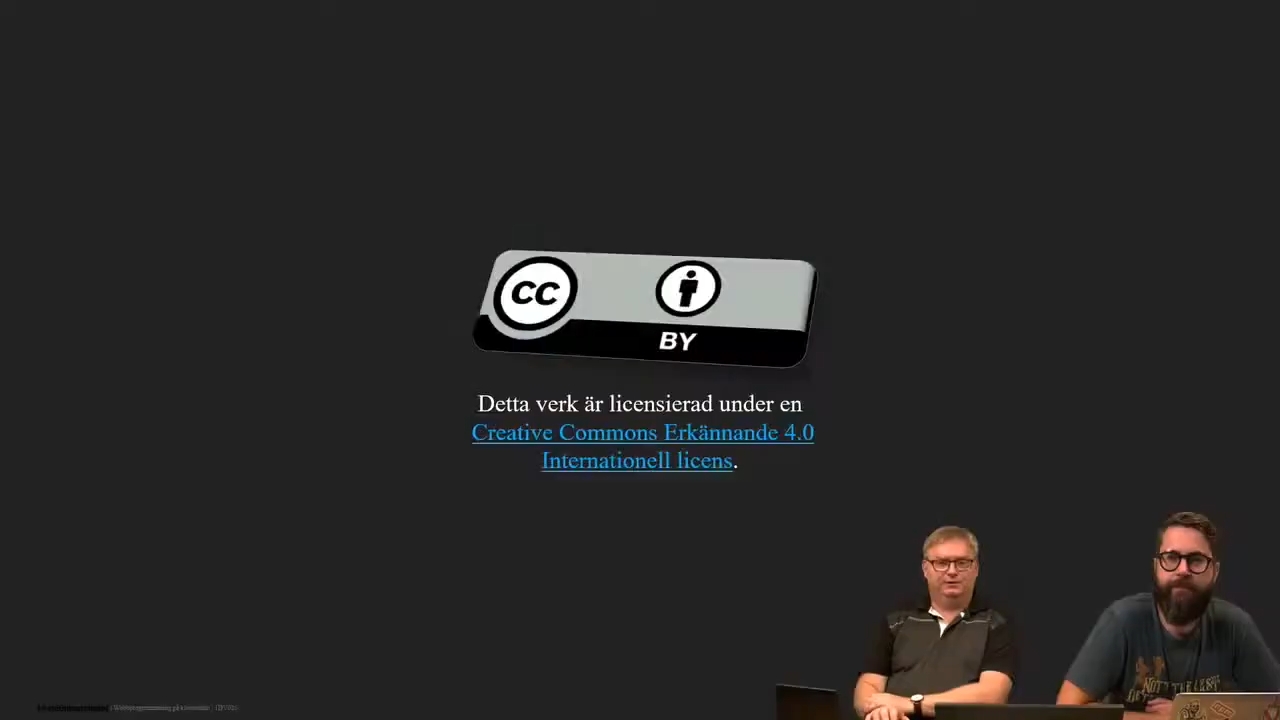 CC
BY
Detta verk är licensierad under en
Creative Commons Erkännande 4.0
Internationell licens.